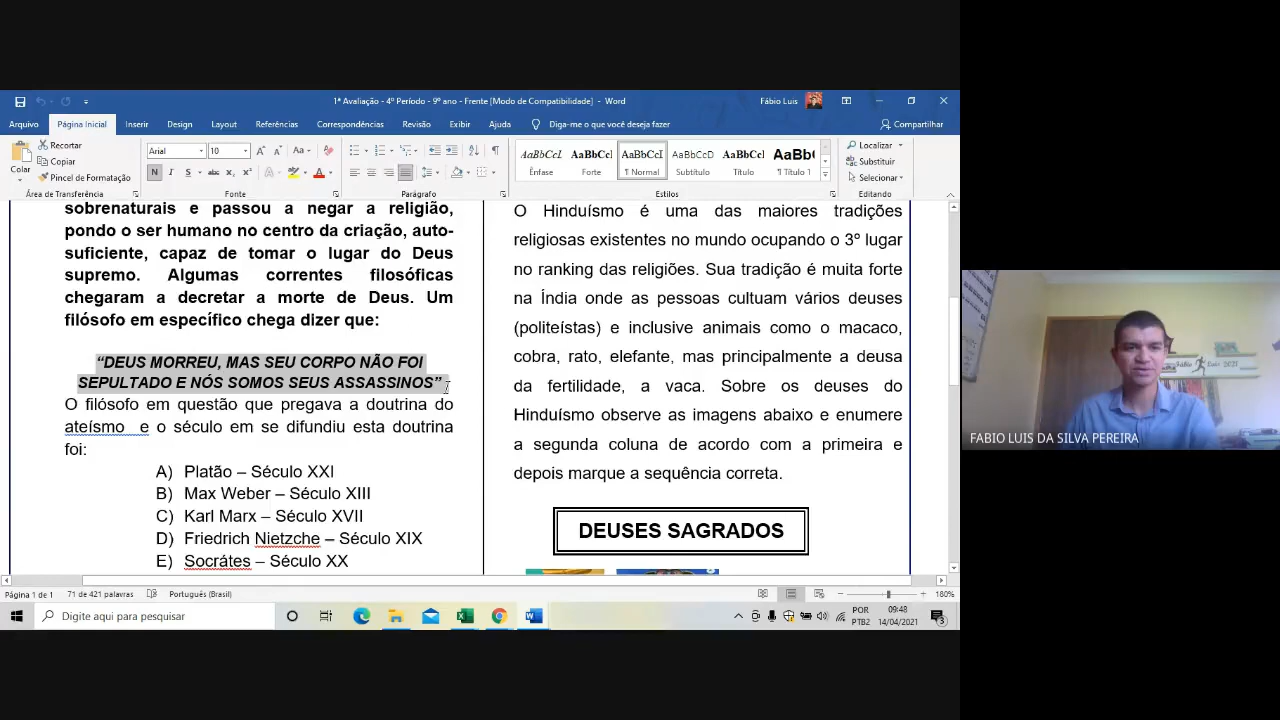 1ª Avaliação - 4º Período - 9º ano - Frente [Modo de Compatibilidade] - Word
Fábio Luis
Arquivo
Página Inicial
Inserir
Design
Layout
Referências
Correspondências
Revisão
Exibir
Ajuda
Diga-me o que você deseja fazer
Compartilhar
Colar
Recortar
Copiar
Pincel de Formatação
Área de Transferência
Arial
10
Fonte
Parágrafo
AaBbCcI
Ênfase
AaBbCcl
Forte
AaBbCcI
¶ Normal
AaBbCcD
Subtítulo
AaBbCcl
Título
AaBb(
¶ Título 1
Estilos
Localizar
Substituir
Selecionar
Editando
sobrenaturais e passou a negar a religião,
pondo o ser humano no centro da criação, auto-
suficiente, capaz de tomar o lugar do Deus
supremo. Algumas correntes filosóficas
chegaram a decretar a morte de Deus. Um
filósofo em específico chega dizer que:
“DEUS MORREU, MAS SEU CORPO NÃO FOI
SEPULTADO E NÓS SOMOS SEUS ASSASSINOS”
O filósofo em questão que pregava a doutrina do
ateísmo e o século em se difundiu esta doutrina
foi:
A) Platão – Século XXI
B) Max Weber – Século XIII
C) Karl Marx – Século XVII
D) Friedrich Nietzche – Século XIX
E) Socrátes – Século XX
O Hinduísmo é uma das maiores tradições
religiosas existentes no mundo ocupando o 3º lugar
no ranking das religiões. Sua tradição é muita forte
na Índia onde as pessoas cultuam vários deuses
(politeístas) e inclusive animais como o macaco,
cobra, rato, elefante, mas principalmente a deusa
da fertilidade, a vaca. Sobre os deuses do
Hinduísmo observe as imagens abaixo e enumere
a segunda coluna de acordo com a primeira e
depois marque a sequência correta.
DEUSES SAGRADOS
Luis 2021
FABIO LUIS DA SILVA PEREIRA
Página 1 de 1
71 de 421 palavras
Português (Brasil)
180%
Digite aqui para pesquisar
POR
PTB2
09:48
14/04/2021
3